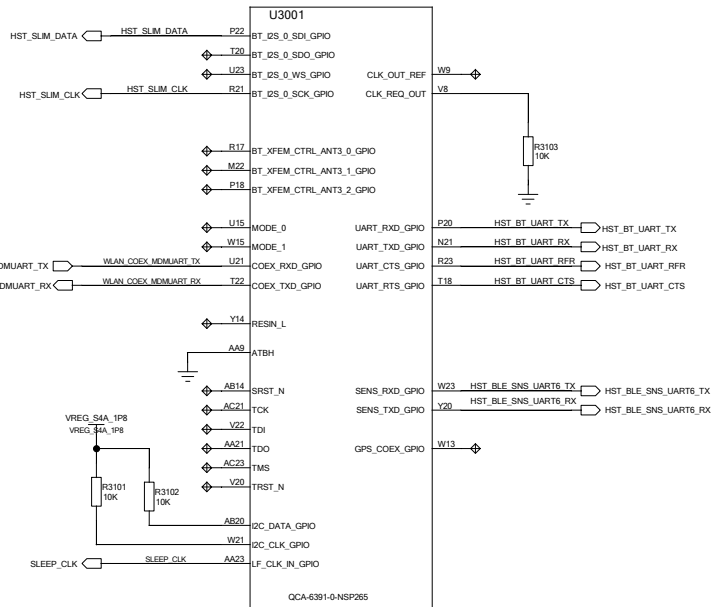 U3001
HST_SLIM_DATA HST_SLIM_DATA P22 BT_I2S_0_SDI_GPIO
T20 BT_I2S_0_SDO_GPIO
U23 BT_I2S_0_WS_GPIO CLK_OUT_REF W9
HST_SLIM_CLK HST_SLIM_CLK R21 BT_I2S_0_SCK_GPIO CLK_REQ_OUT V8
R3103
10K
R17 BT_XFEM_CTRL_ANT3_0_GPIO
M22 BT_XFEM_CTRL_ANT3_1_GPIO
P18 BT_XFEM_CTRL_ANT3_2_GPIO
U15 MODE_0 UART_RXD_GPIO P20 HST_BT_UART_TX HST_BT_UART_TX
W15 MODE_1 UART_TXD_GPIO N21 HST_BT_UART_RX HST_BT_UART_RX
DMUART_TX WLAN_COEX_MDMUART_TX U21 COEX_RXD_GPIO UART_CTS_GPIO R23 HST_BT_UART_RFR HST_BT_UART_RFR
DMUART_RX WLAN_COEX_MDMUART_RX T22 COEX_TXD_GPIO UART_RTS_GPIO T18 HST_BT_UART_CTS HST_BT_UART_CTS
Y14 RESIN_L
AA9 ATBH
AB14 SRST_N SENS_RXD_GPIO W23 HST_BLE_SNS_UART6_TX HST_BLE_SNS_UART6_TX
AC21 TCK SENS_TXD_GPIO Y20 HST_BLE_SNS_UART6_RX HST_BLE_SNS_UART6_RX
VREG_S4A_1P8
VREG_S4A_1P8
V22 TDI
AA21 TDO GPS_COEX_GPIO W13
AC23 TMS
V20 TRST_N
R3101
10K
R3102
10K
AB20 I2C_DATA_GPIO
W21 I2C_CLK_GPIO
SLEEP_CLK SLEEP_CLK AA23 LF_CLK_IN_GPIO
QCA-6391-0-NSP265